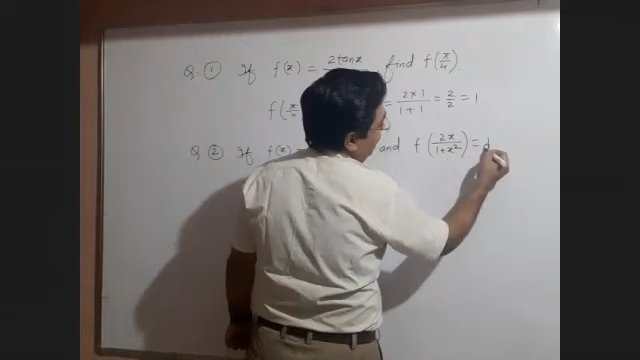 Q. ① If f(x) = 2tanx find f(π/4).
f(π/4 = 2×1/1+1 = 2/2 = 1
Q ② If f(x) = and f(2x/1+x²) =